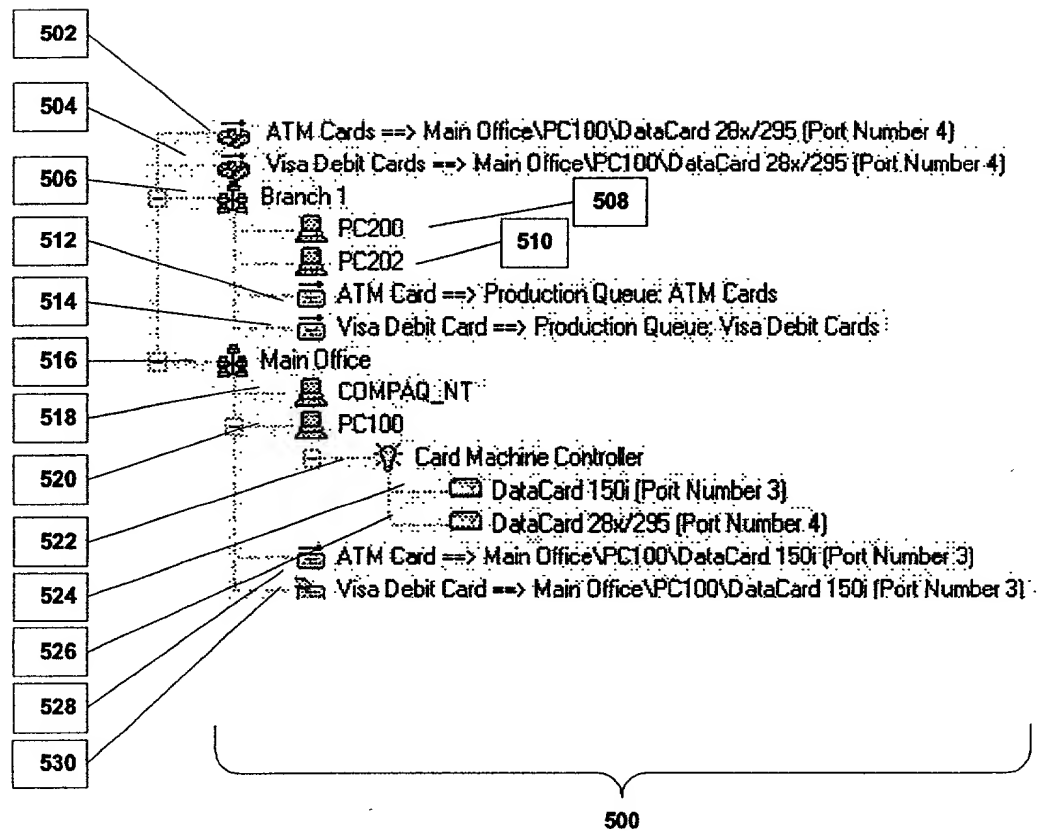 502
504
ATM Cards ==> Main Office\PC100\DataCard 28x/295 (Port Number 4)
Visa Debit Cards ==> Main Office\PC100\DataCard 28x/295 (Port Number 4)
506
Branch 1
508
PC200
512
510
PC202
ATM Card ==> Production Queue: ATM Cards
514
Visa Debit Card ==> Production Queue: Visa Debit Cards
516
Main Office
COMPAQ_NT
518
PC100
520
Card Machine Controller
DataCard 150i (Port Number 3)
522
DataCard 28x/295 (Port Number 4)
ATM Card ==> Main Office\PC100\DataCard 150i (Port Number 3)
524
Visa Debit Card ==> Main Office\PC100\DataCard 150i (Port Number 3)
526
528
530
500